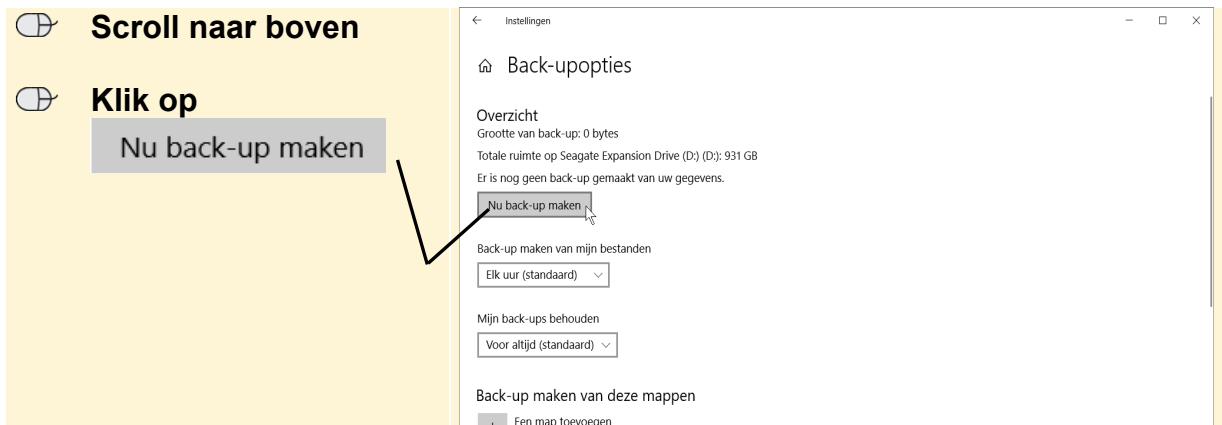 Scroll naar boven
Klik op
Nu back-up maken
Instellingen
Back-upopties
Overzicht
Grootte van back-up: 0 bytes
Totale ruimte op Seagate Expansion Drive (D:) (D:): 931 GB
Er is nog geen back-up gemaakt van uw gegevens.
Nu back-up maken
Back-up maken van mijn bestanden
Elk uur (standaard)
Mijn back-ups behouden
Voor altijd (standaard)
Back-up maken van deze mappen
Een map toevoegen